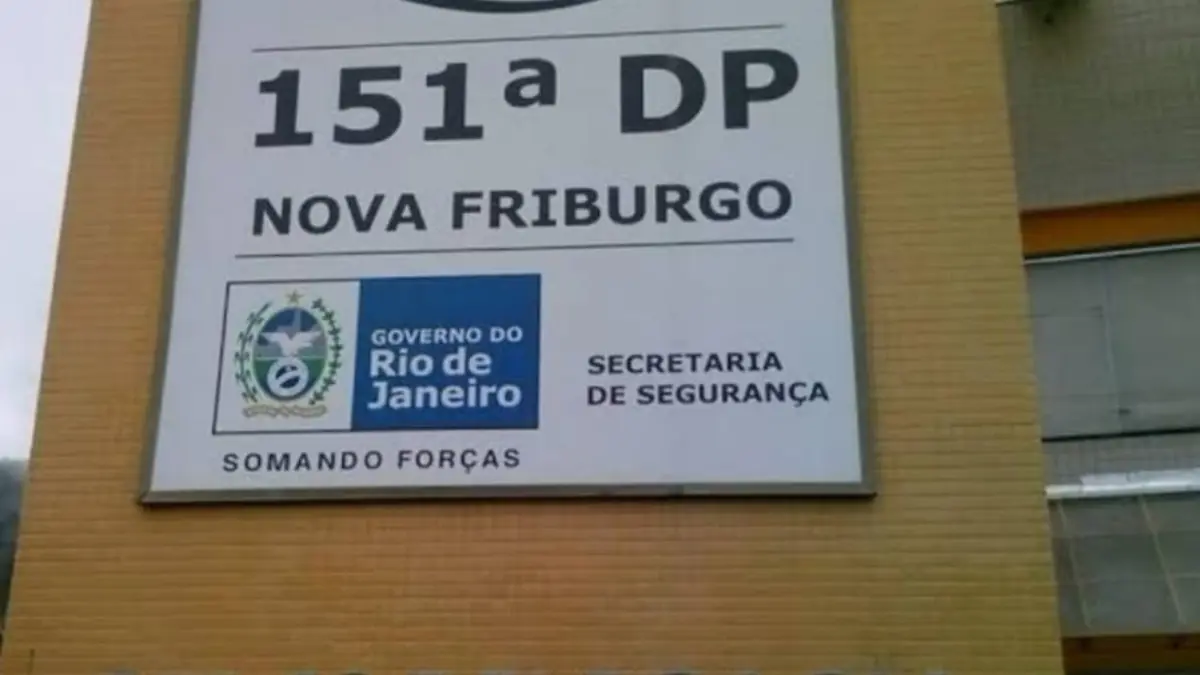 151ª DP
NOVA FRIBURGO
GOVERNO DO
Rio de
Janeiro
SECRETARIA
DE SEGURANÇA
SOMANDO FORÇAS